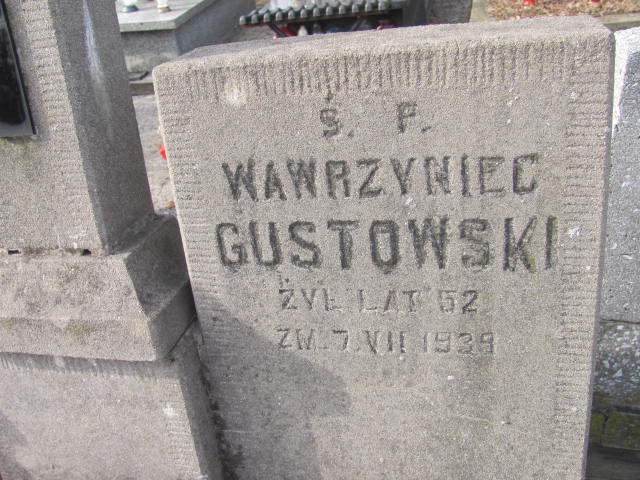 Ś. P.
WAWRZYNIEC
GUSTOWSKI
ŻYŁ LAT 52
ZM. 7.VII 1939